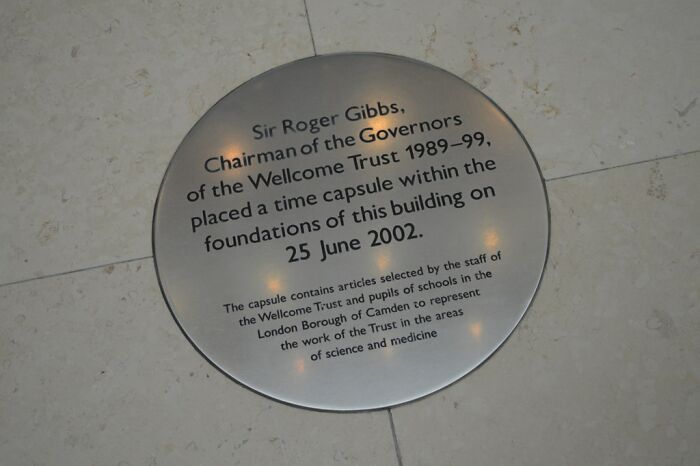 Sir Roger Gibbs,
Chairman of the Governors
of the Wellcome Trust 1989–99,
placed a time capsule within the
foundations of this building on
25 June 2002.
The capsule contains articles selected by the staff of
the Wellcome Trust and pupils of schools in the
London Borough of Camden to represent
the work of the Trust in the areas
of science and medicine